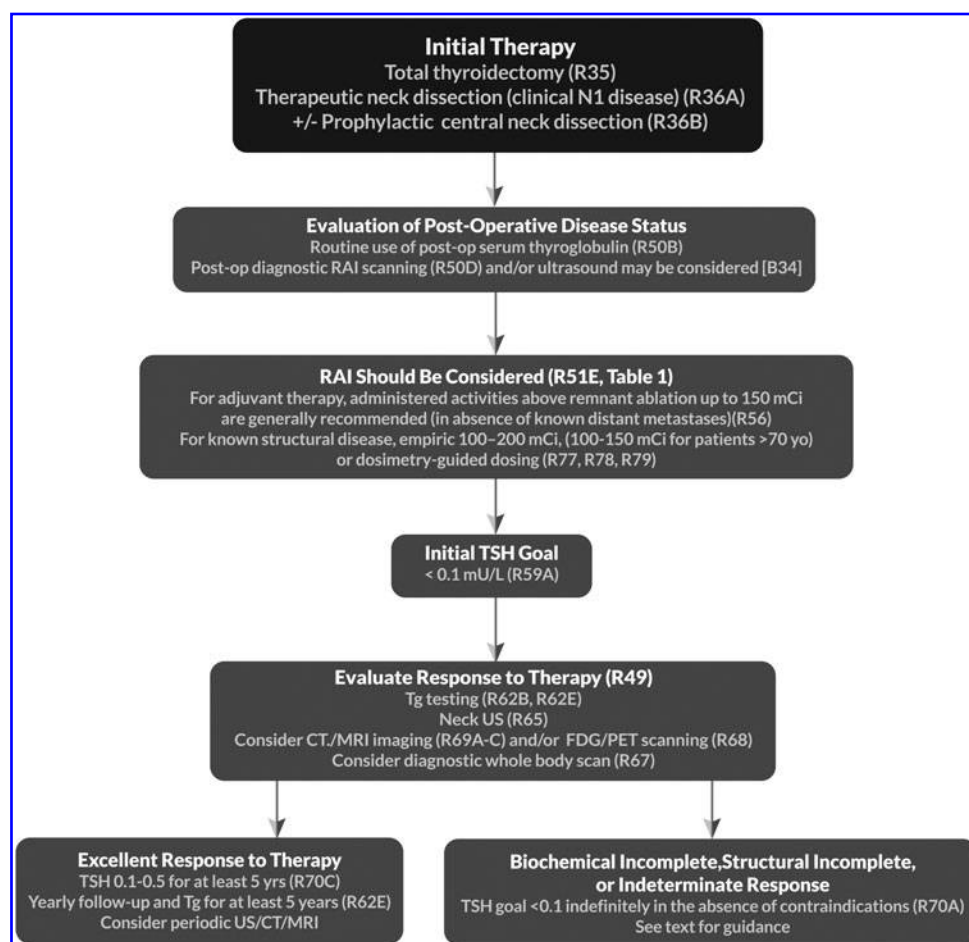 Initial Therapy
Total thyroidectomy (R35)
Therapeutic neck dissection (clinical N1 disease) (R36A)
+/- Prophylactic central neck dissection (R36B)
Evaluation of Post-Operative Disease Status
Routine use of post-op serum thyroglobulin (R50B)
Post-op diagnostic RAI scanning (R50D) and/or ultrasound may be considered [B34]
RAI Should Be Considered (R51E, Table 1)
For adjuvant therapy, administered activities above remnant ablation up to 150 mCi
are generally recommended (in absence of known distant metastases)(R56)
For known structural disease, empiric 100–200 mCi, (100-150 mCi for patients >70 yo)
or dosimetry-guided dosing (R77, R78, R79)
Initial TSH Goal
< 0.1 mU/L (R59A)
Evaluate Response to Therapy (R49)
Tg testing (R62B, R62E)
Neck US (R65)
Consider CT./MRI imaging (R69A-C) and/or FDG/PET scanning (R68)
Consider diagnostic whole body scan (R67)
Excellent Response to Therapy
TSH 0.1-0.5 for at least 5 yrs (R70C)
Yearly follow-up and Tg for at least 5 years (R62E)
Consider periodic US/CT/MRI
Biochemical Incomplete,Structural Incomplete,
or Indeterminate Response
TSH goal <0.1 indefinitely in the absence of contraindications (R70A)
See text for guidance